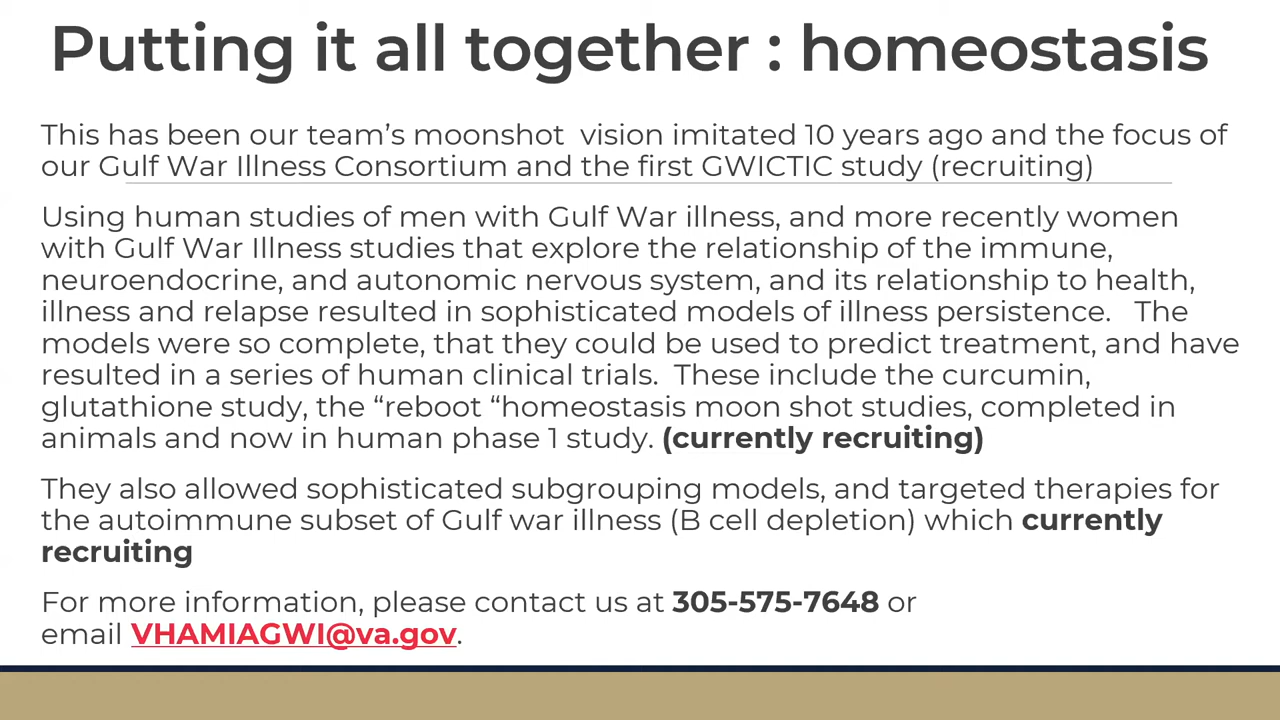 Putting it all together : homeostasis
This has been our team’s moonshot  vision imitated 10 years ago and the focus of
our Gulf War Illness Consortium and the first GWICTIC study (recruiting)
Using human studies of men with Gulf War illness, and more recently women
with Gulf War Illness studies that explore the relationship of the immune,
neuroendocrine, and autonomic nervous system, and its relationship to health,
illness and relapse resulted in sophisticated models of illness persistence.   The
models were so complete, that they could be used to predict treatment, and have
resulted in a series of human clinical trials.  These include the curcumin,
glutathione study, the “reboot “homeostasis moon shot studies, completed in
animals and now in human phase 1 study. (currently recruiting)
They also allowed sophisticated subgrouping models, and targeted therapies for
the autoimmune subset of Gulf war illness (B cell depletion) which currently
recruiting
For more information, please contact us at 305-575-7648 or
email VHAMIAGWI@va.gov.